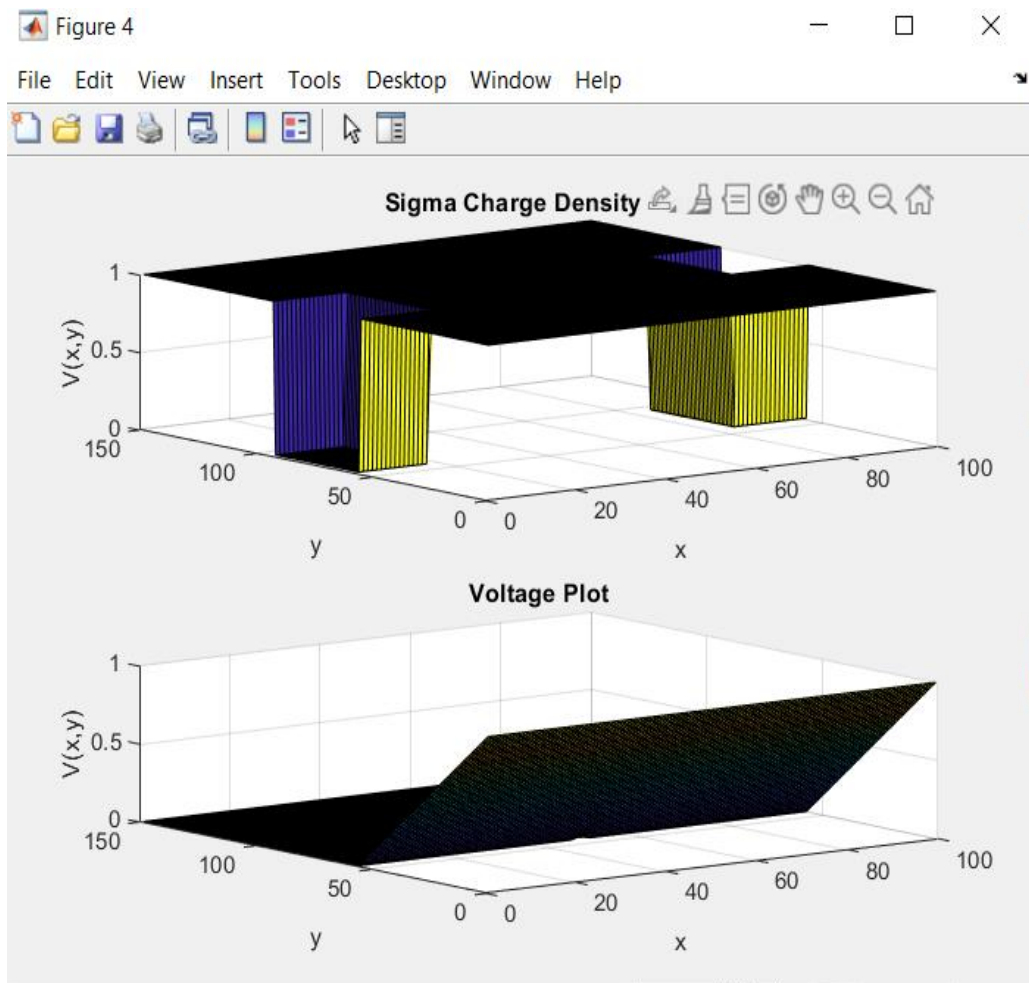 Figure 4
File Edit View Insert Tools Desktop Window Help
Sigma Charge Density
1
0.5
0
V(x,y)
150
100
50
0
y
0
20
40
60
80
100
x
Voltage Plot
1
0.5
0
V(x,y)
150
100
50
0
y
0
20
40
60
80
100
x